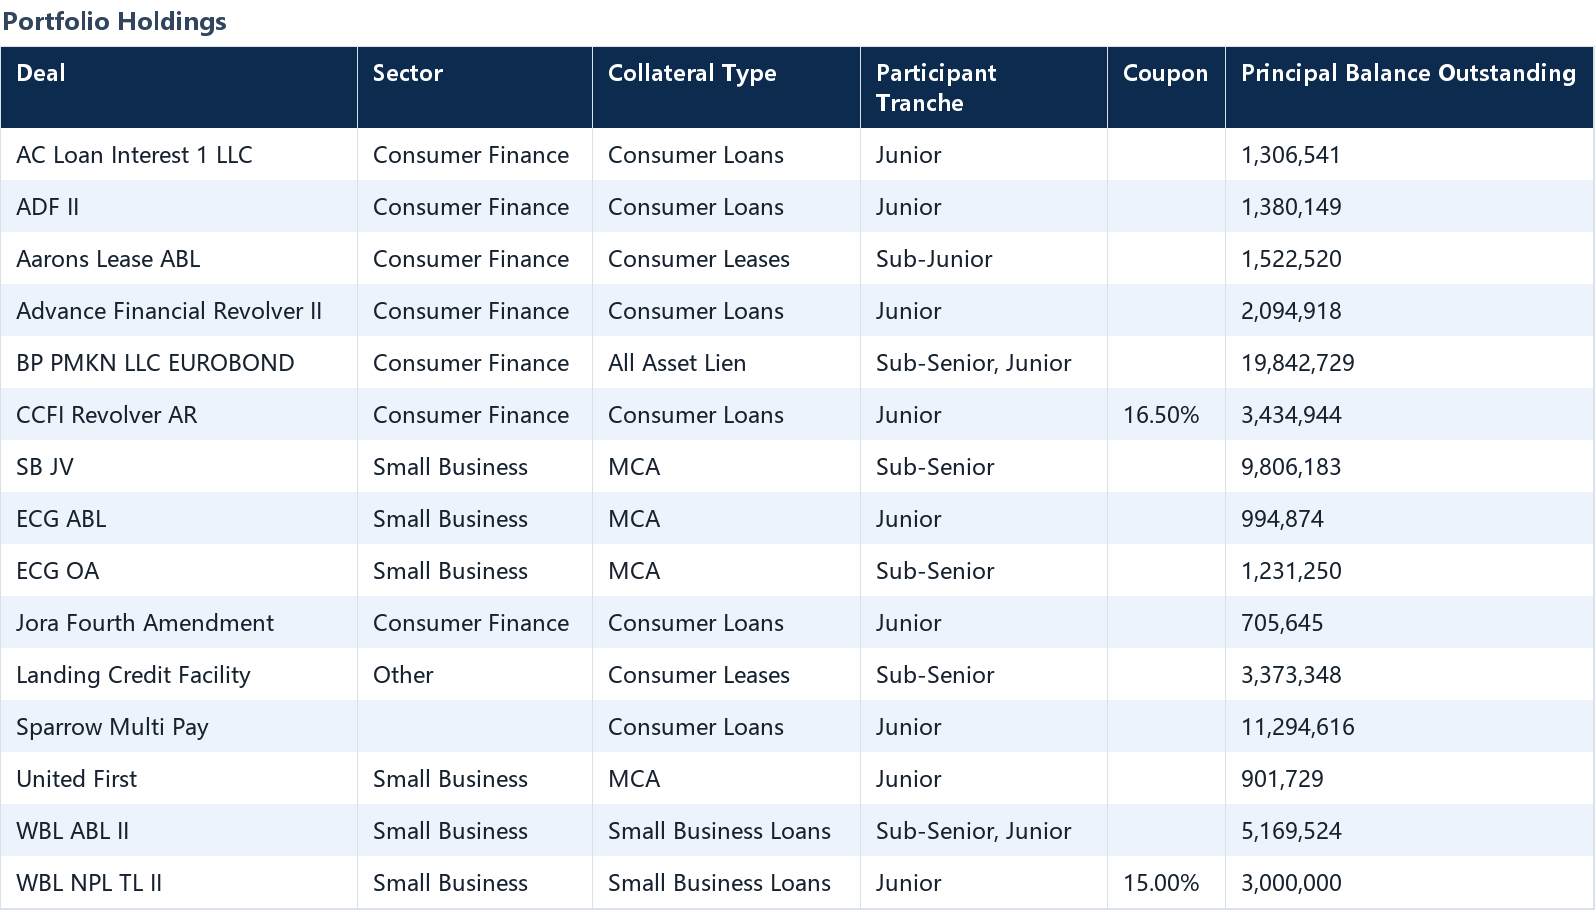 Portfolio Holdings
Deal Sector Collateral Type Participant Tranche Coupon Principal Balance Outstanding
AC Loan Interest 1 LLC Consumer Finance Consumer Loans Junior 1,306,541
ADF II Consumer Finance Consumer Loans Junior 1,380,149
Aarons Lease ABL Consumer Finance Consumer Leases Sub-Junior 1,522,520
Advance Financial Revolver II Consumer Finance Consumer Loans Junior 2,094,918
BP PMKN LLC EUROBOND Consumer Finance All Asset Lien Sub-Senior, Junior 19,842,729
CCFI Revolver AR Consumer Finance Consumer Loans Junior 16.50% 3,434,944
SB JV Small Business MCA Sub-Senior 9,806,183
ECG ABL Small Business MCA Junior 994,874
ECG OA Small Business MCA Sub-Senior 1,231,250
Jora Fourth Amendment Consumer Finance Consumer Loans Junior 705,645
Landing Credit Facility Other Consumer Leases Sub-Senior 3,373,348
Sparrow Multi Pay Consumer Loans Junior 11,294,616
United First Small Business MCA Junior 901,729
WBL ABL II Small Business Small Business Loans Sub-Senior, Junior 5,169,524
WBL NPL TL II Small Business Small Business Loans Junior 15.00% 3,000,000